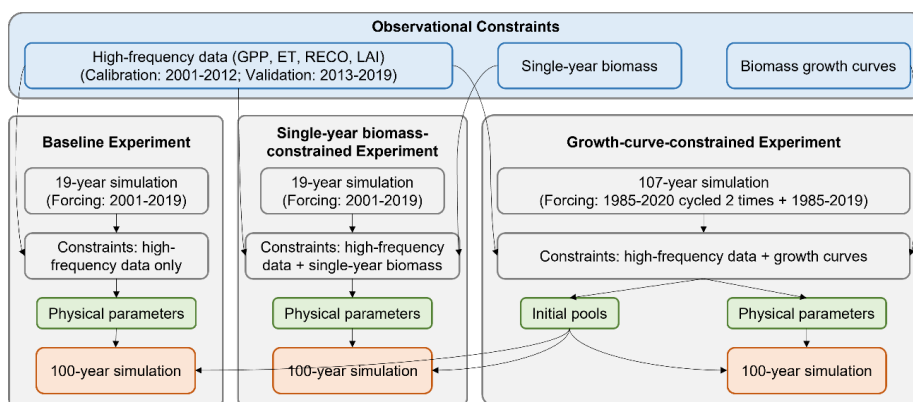 Observational Constraints
High-frequency data (GPP, ET, RECO, LAI)
(Calibration: 2001-2012; Validation: 2013-2019)
Single-year biomass
Biomass growth curves
Baseline Experiment
19-year simulation
(Forcing: 2001-2019)
Constraints: high-
frequency data only
Physical parameters
100-year simulation
Single-year biomass-
constrained Experiment
19-year simulation
(Forcing: 2001-2019)
Constraints: high-frequency
data + single-year biomass
Physical parameters
100-year simulation
Growth-curve-constrained Experiment
107-year simulation
(Forcing: 1985-2020 cycled 2 times + 1985-2019)
Constraints: high-frequency data + growth curves
Initial pools
Physical parameters
100-year simulation